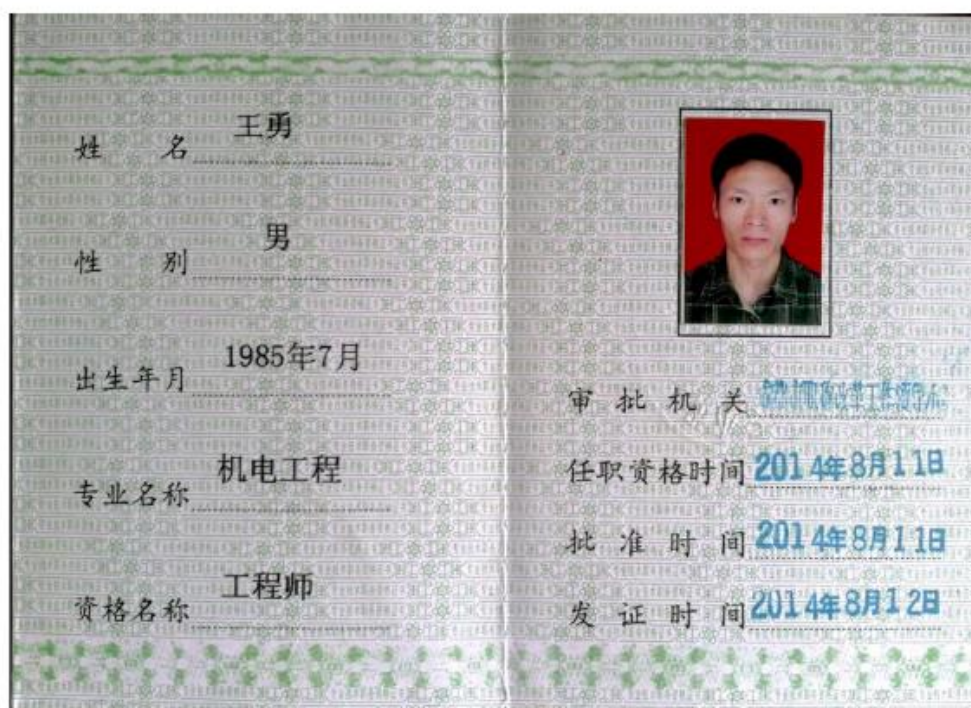 姓 名 王勇
性 别 男
出生年月 1985年7月
专业名称 机电工程
资格名称 工程师
审 批 机 关
任职资格时间 2014年8月11日
批 准 时 间 2014年8月11日
发 证 时 间 2014年8月12日